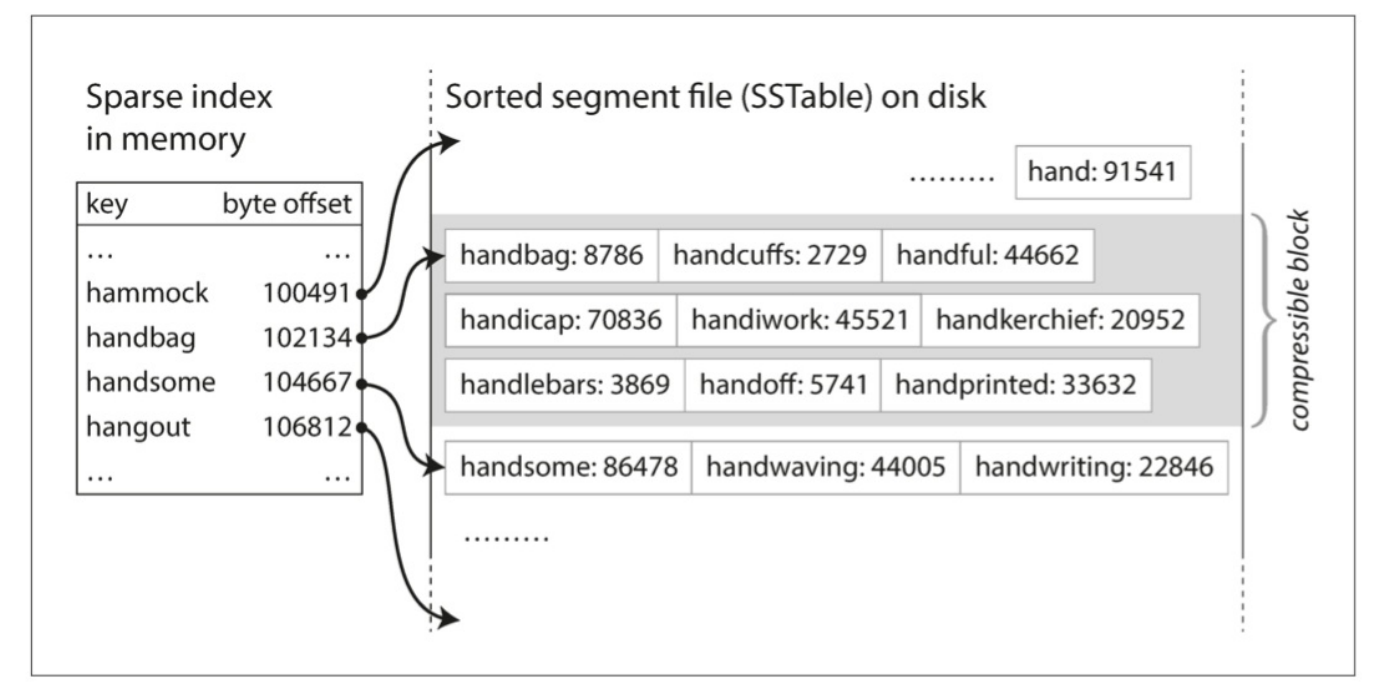 Sparse index
in memory
key byte offset
... ...
hammock 100491
handbag 102134
handsome 104667
hangout 106812
... ...
Sorted segment file (SSTable) on disk
......... hand: 91541
handbag: 8786 handcuffs: 2729 handful: 44662
handicap: 70836 handiwork: 45521 handkerchief: 20952
handlebars: 3869 handoff: 5741 handprinted: 33632
handsome: 86478 handwaving: 44005 handwriting: 22846
.........
compressible block